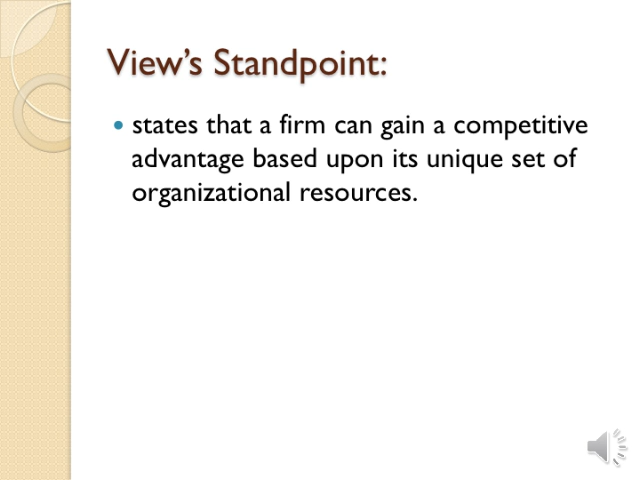 View's Standpoint:
• states that a firm can gain a competitive
advantage based upon its unique set of
organizational resources.